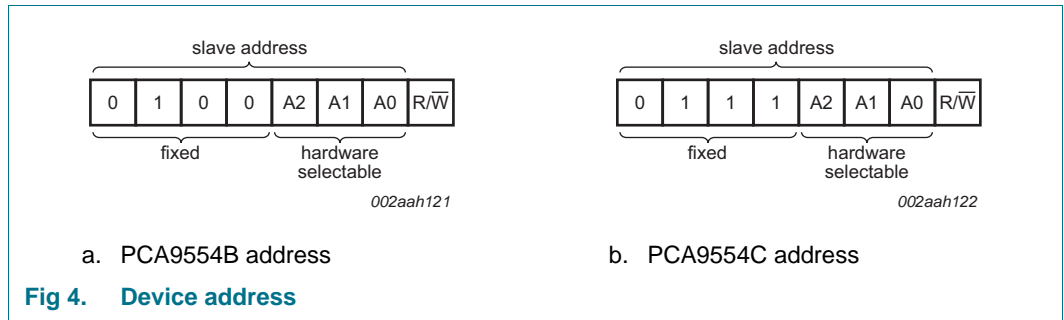 slave address
0 1 0 0 A2 A1 A0 R/W̅
fixed
hardware
selectable
002aah121
a. PCA9554B address
slave address
0 1 1 1 A2 A1 A0 R/W̅
fixed
hardware
selectable
002aah122
b. PCA9554C address
Fig 4. Device address